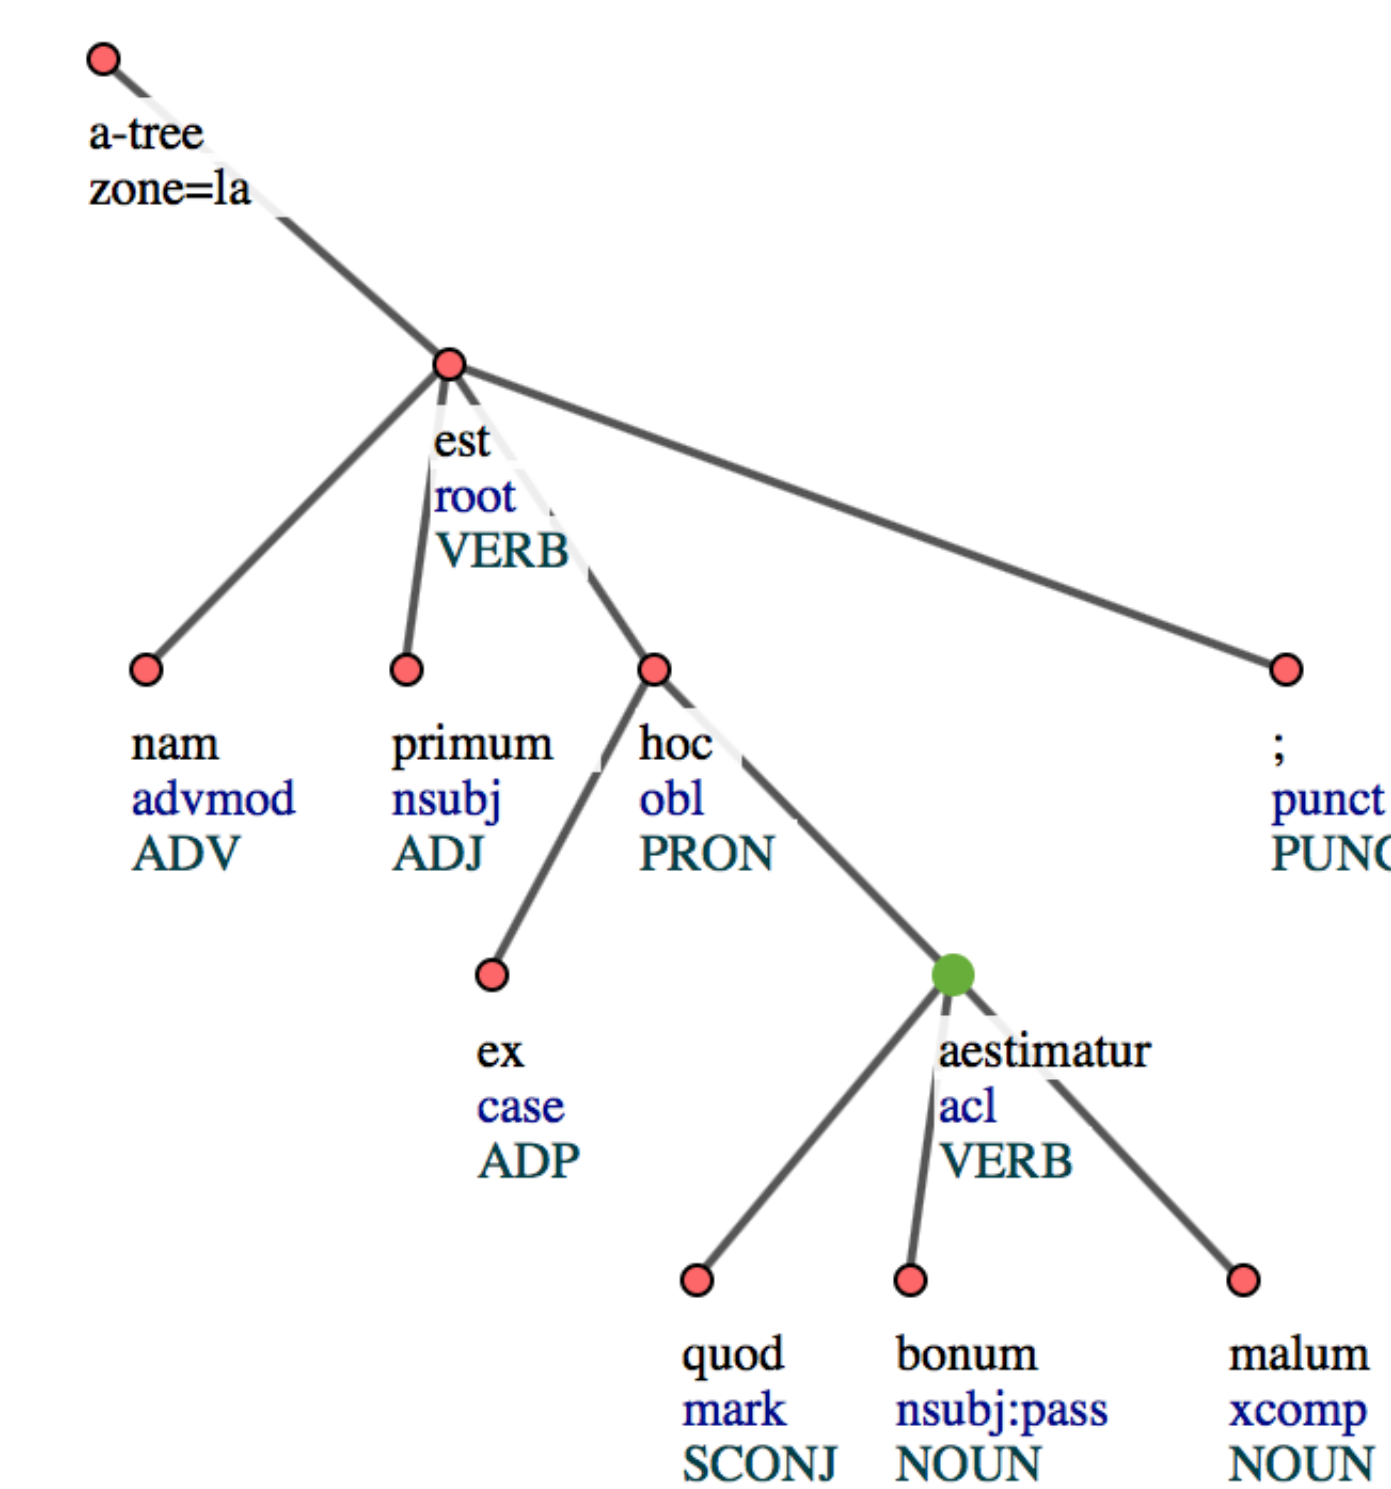 a-tree
zone=la
est
root
VERB
nam
advmod
ADV
primum
nsubj
ADJ
hoc
obl
PRON
;
punct
PUNC
ex
case
ADP
aestimatur
acl
VERB
quod
mark
SCONJ
bonum
nsubj:pass
NOUN
malum
xcomp
NOUN